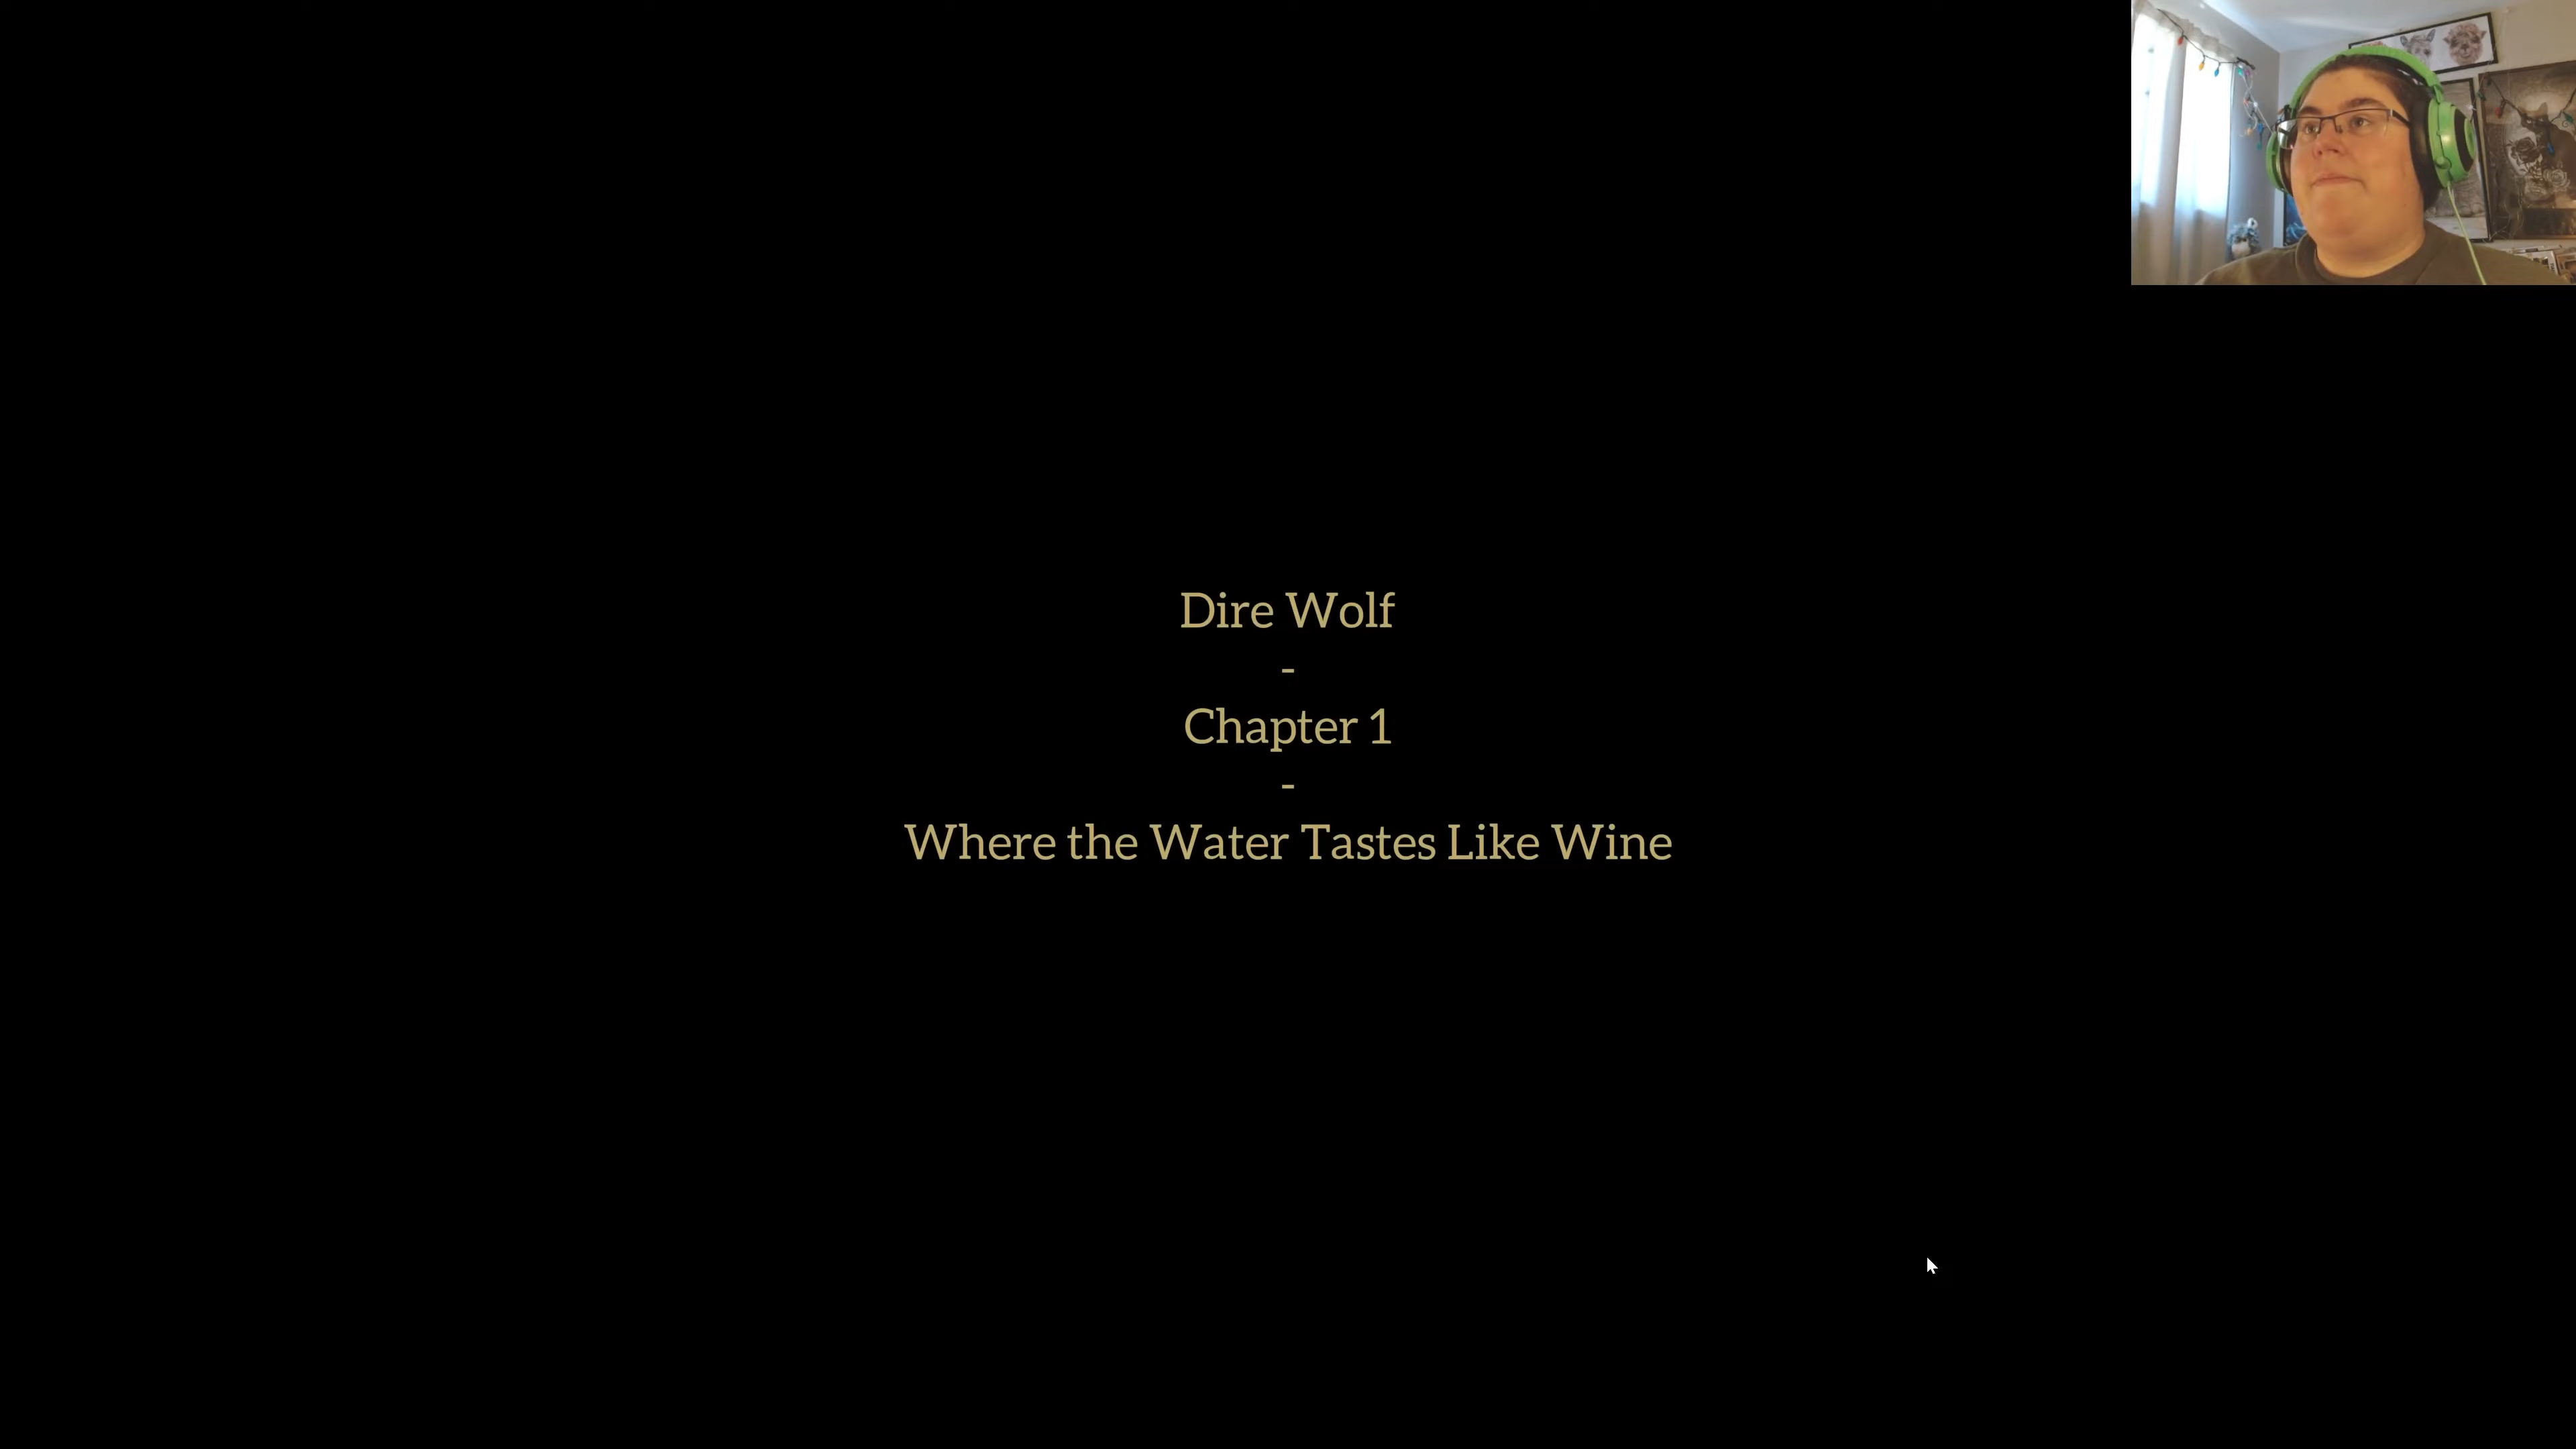 Dire Wolf
-
Chapter 1
-
Where the Water Tastes Like Wine